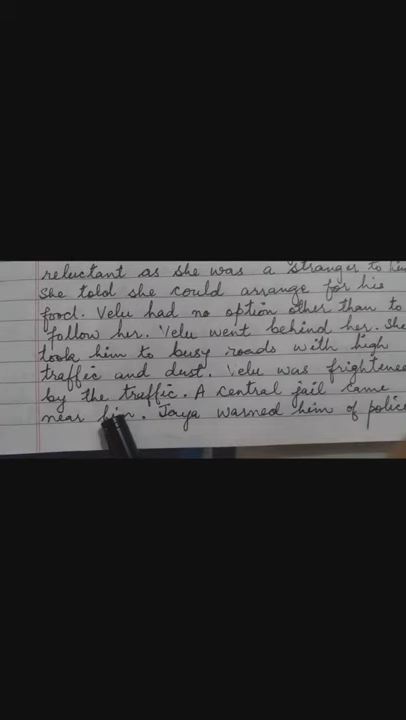 reluctant as she was a stranger to him
She told she could arrange for his
food. Velu had no option other than to
follow her. Velu went behind her. She
took him to busy roads with high
traffic and dust. Velu was frightene
by the traffic. A central jail came
near him. Jaya warned him of police